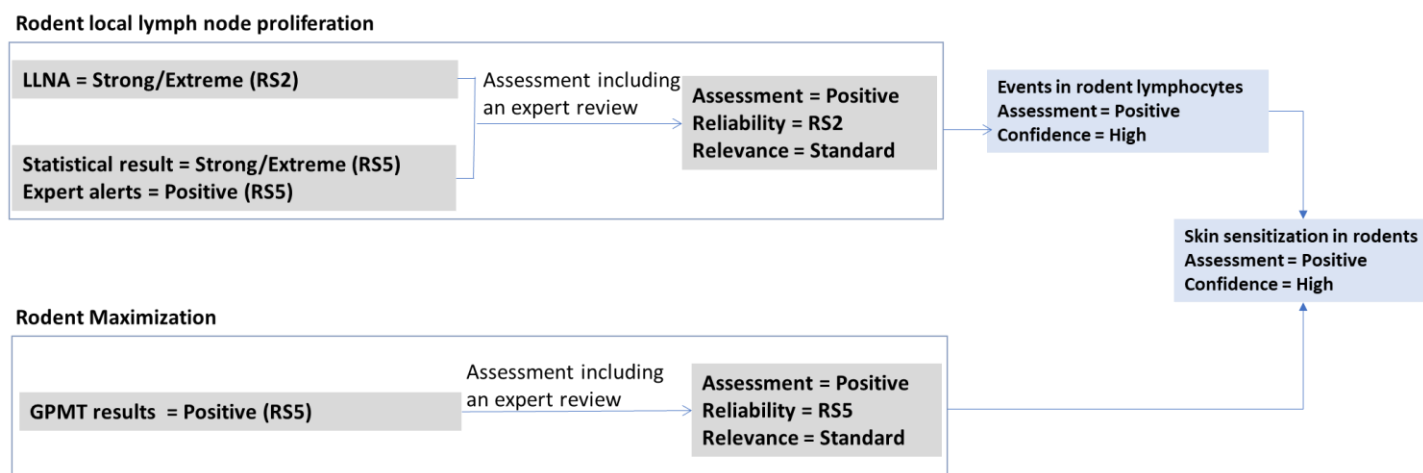 Rodent local lymph node proliferation
LLNA = Strong/Extreme (RS2)
Statistical result = Strong/Extreme (RS5)
Expert alerts = Positive (RS5)
Assessment including
an expert review
Assessment = Positive
Reliability = RS2
Relevance = Standard
Events in rodent lymphocytes
Assessment = Positive
Confidence = High
Skin sensitization in rodents
Assessment = Positive
Confidence = High
Rodent Maximization
GPMT results = Positive (RS5)
Assessment including
an expert review
Assessment = Positive
Reliability = RS5
Relevance = Standard